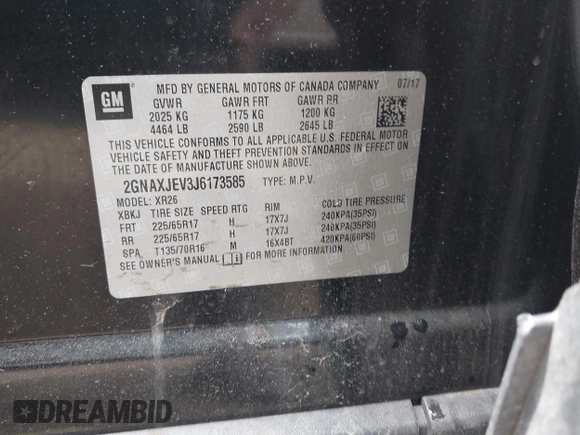 GM
MFD BY GENERAL MOTORS OF CANADA COMPANY 07/17
GVWR GAWR FRT GAWR RR
2025 KG 1175 KG 1200 KG
4464 LB 2590 LB 2645 LB
THIS VEHICLE CONFORMS TO ALL APPLICABLE U.S. FEDERAL MOTOR
VEHICLE SAFETY AND THEFT PREVENTION STANDARDS IN EFFECT ON
THE DATE OF MANUFACTURE SHOWN ABOVE.
2GNAXJEV3J6173585 TYPE: M.P.V.
MODEL: XR26
XBKJ TIRE SIZE SPEED RTG RIM COLD TIRE PRESSURE
FRT 225/65R17 H 17X7J 240KPA(35PSI)
RR 225/65R17 H 17X7J 240KPA(35PSI)
SPA T135/70R16 M 16X4BT 420KPA(60PSI)
SEE OWNER'S MANUAL FOR MORE INFORMATION.
DREAMBID